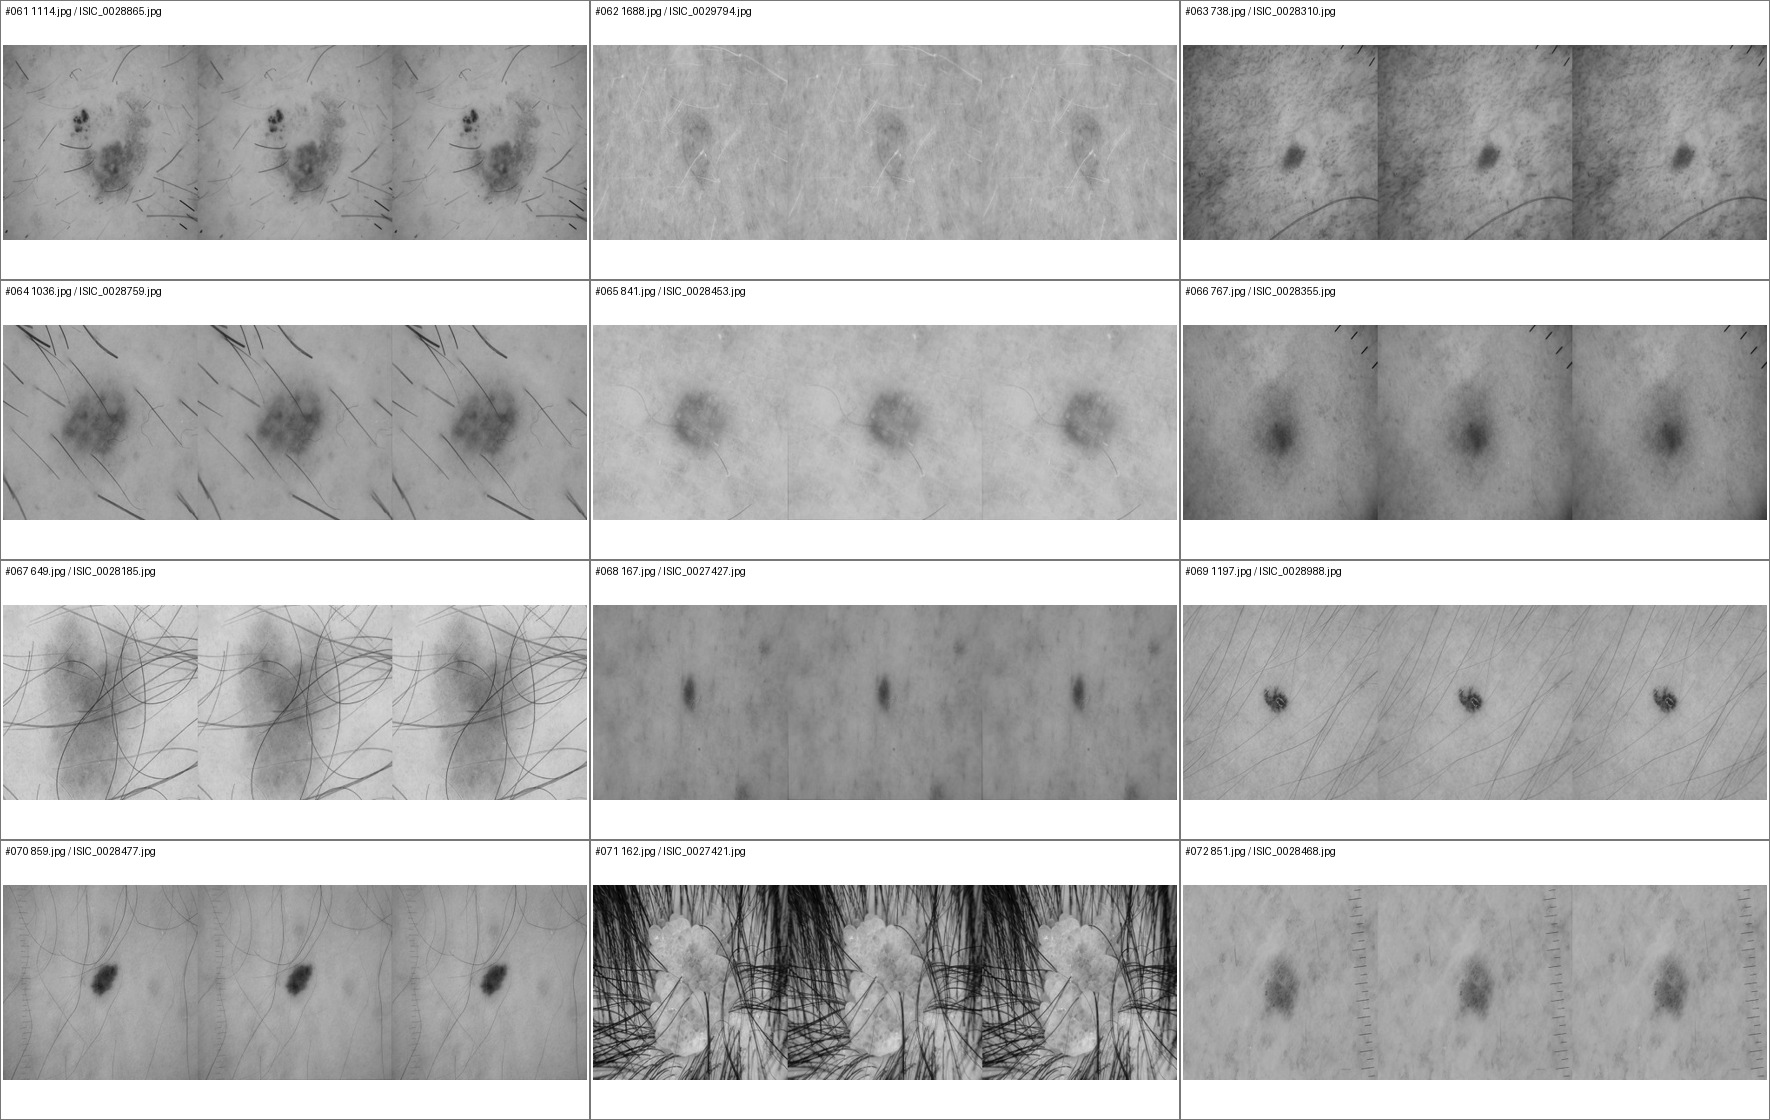 #061 1114.jpg / ISIC_0028865.jpg
#062 1688.jpg / ISIC_0029794.jpg
#063 738.jpg / ISIC_0028310.jpg
#064 1036.jpg / ISIC_0028759.jpg
#065 841.jpg / ISIC_0028453.jpg
#066 767.jpg / ISIC_0028355.jpg
#067 649.jpg / ISIC_0028185.jpg
#068 167.jpg / ISIC_0027427.jpg
#069 1197.jpg / ISIC_0028988.jpg
#070 859.jpg / ISIC_0028477.jpg
#071 162.jpg / ISIC_0027421.jpg
#072 851.jpg / ISIC_0028468.jpg